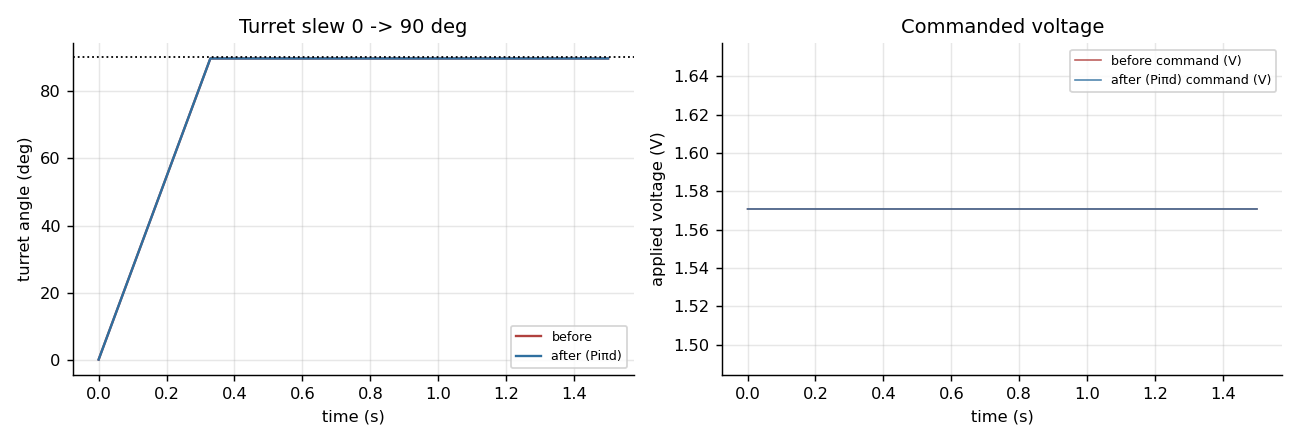 Turret slew 0 -> 90 deg
turret angle (deg)
80
60
40
20
0
0.0 0.2 0.4 0.6 0.8 1.0 1.2 1.4
time (s)
before
after (Piπd)
Commanded voltage
applied voltage (V)
1.64
1.62
1.60
1.58
1.56
1.54
1.52
1.50
0.0 0.2 0.4 0.6 0.8 1.0 1.2 1.4
time (s)
before command (V)
after (Piπd) command (V)